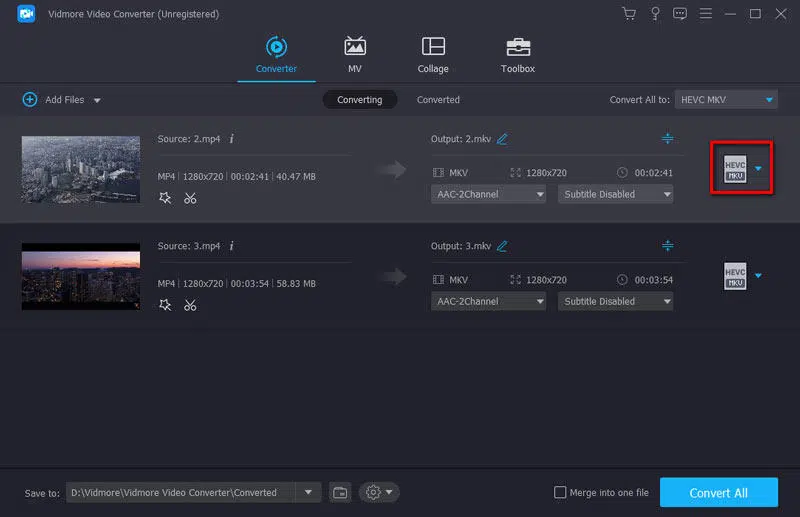 Vidmore Video Converter (Unregistered)
Converter
MV
Collage
Toolbox
Add Files
Converting
Converted
Convert All to:
HEVC MKV
Source: 2.mp4
MP4 | 1280x720 | 00:02:41 | 40.47 MB
Output: 2.mkv
MKV
1280x720
00:02:41
AAC-2Channel
Subtitle Disabled
HEVC
MKV
Source: 3.mp4
MP4 | 1280x720 | 00:03:54 | 58.83 MB
Output: 3.mkv
MKV
1280x720
00:03:54
AAC-2Channel
Subtitle Disabled
HEVC
MKV
Save to:
D:\Vidmore\Vidmore Video Converter\Converted
Merge into one file
Convert All